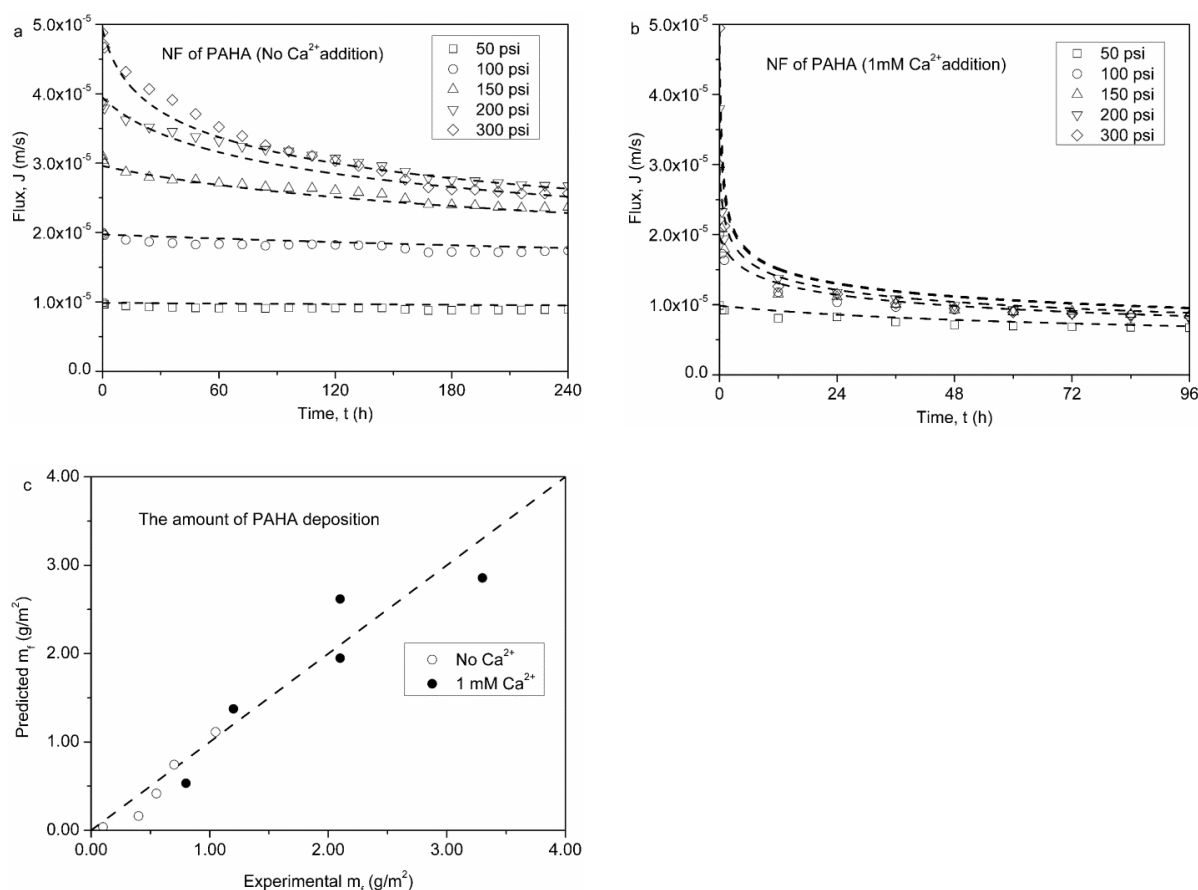 a
NF of PAHA (No Ca²⁺ addition)
50 psi
100 psi
150 psi
200 psi
300 psi
5.0x10⁻⁵
4.0x10⁻⁵
3.0x10⁻⁵
2.0x10⁻⁵
1.0x10⁻⁵
0.0
Flux, J (m/s)
0 60 120 180 240
Time, t (h)
b
NF of PAHA (1mM Ca²⁺ addition)
50 psi
100 psi
150 psi
200 psi
300 psi
5.0x10⁻⁵
4.0x10⁻⁵
3.0x10⁻⁵
2.0x10⁻⁵
1.0x10⁻⁵
0.0
Flux, J (m/s)
0 24 48 72 96
Time, t (h)
c
The amount of PAHA deposition
No Ca²⁺
1 mM Ca²⁺
4.00
3.00
2.00
1.00
0.00
Predicted m_f (g/m²)
0.00 1.00 2.00 3.00 4.00
Experimental m_f (g/m²)